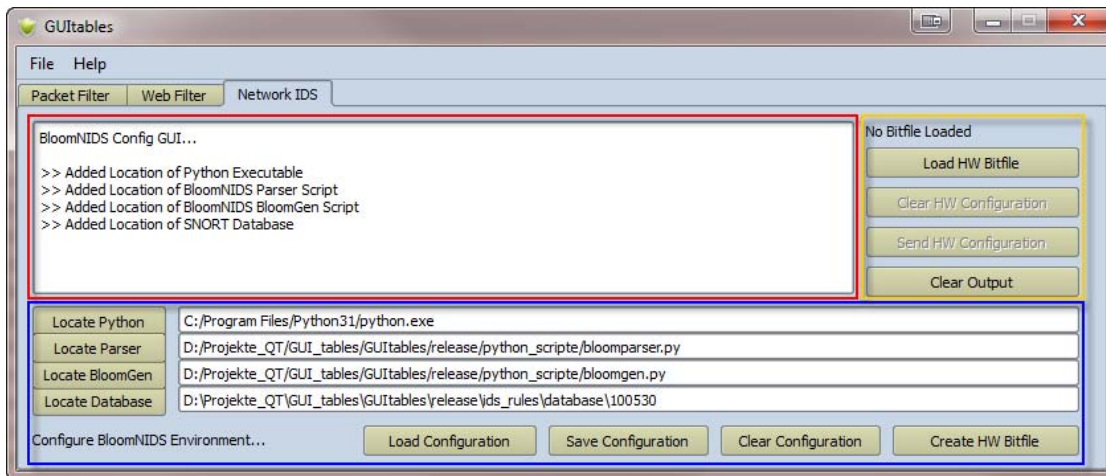 GUItables
File Help
Packet Filter Web Filter Network IDS
BloomNIDS Config GUI...
>> Added Location of Python Executable
>> Added Location of BloomNIDS Parser Script
>> Added Location of BloomNIDS BloomGen Script
>> Added Location of SNORT Database
No Bitfile Loaded
Load HW Bitfile
Clear HW Configuration
Send HW Configuration
Clear Output
Locate Python C:/Program Files/Python31/python.exe
Locate Parser D:/Projekte_QT/GUI_tables/GUItables/release/python_scripte/bloomparser.py
Locate BloomGen D:/Projekte_QT/GUI_tables/GUItables/release/python_scripte/bloomgen.py
Locate Database D:\Projekte_QT\GUI_tables\GUItables\release\ids_rules\database\100530
Configure BloomNIDS Environment... Load Configuration Save Configuration Clear Configuration Create HW Bitfile